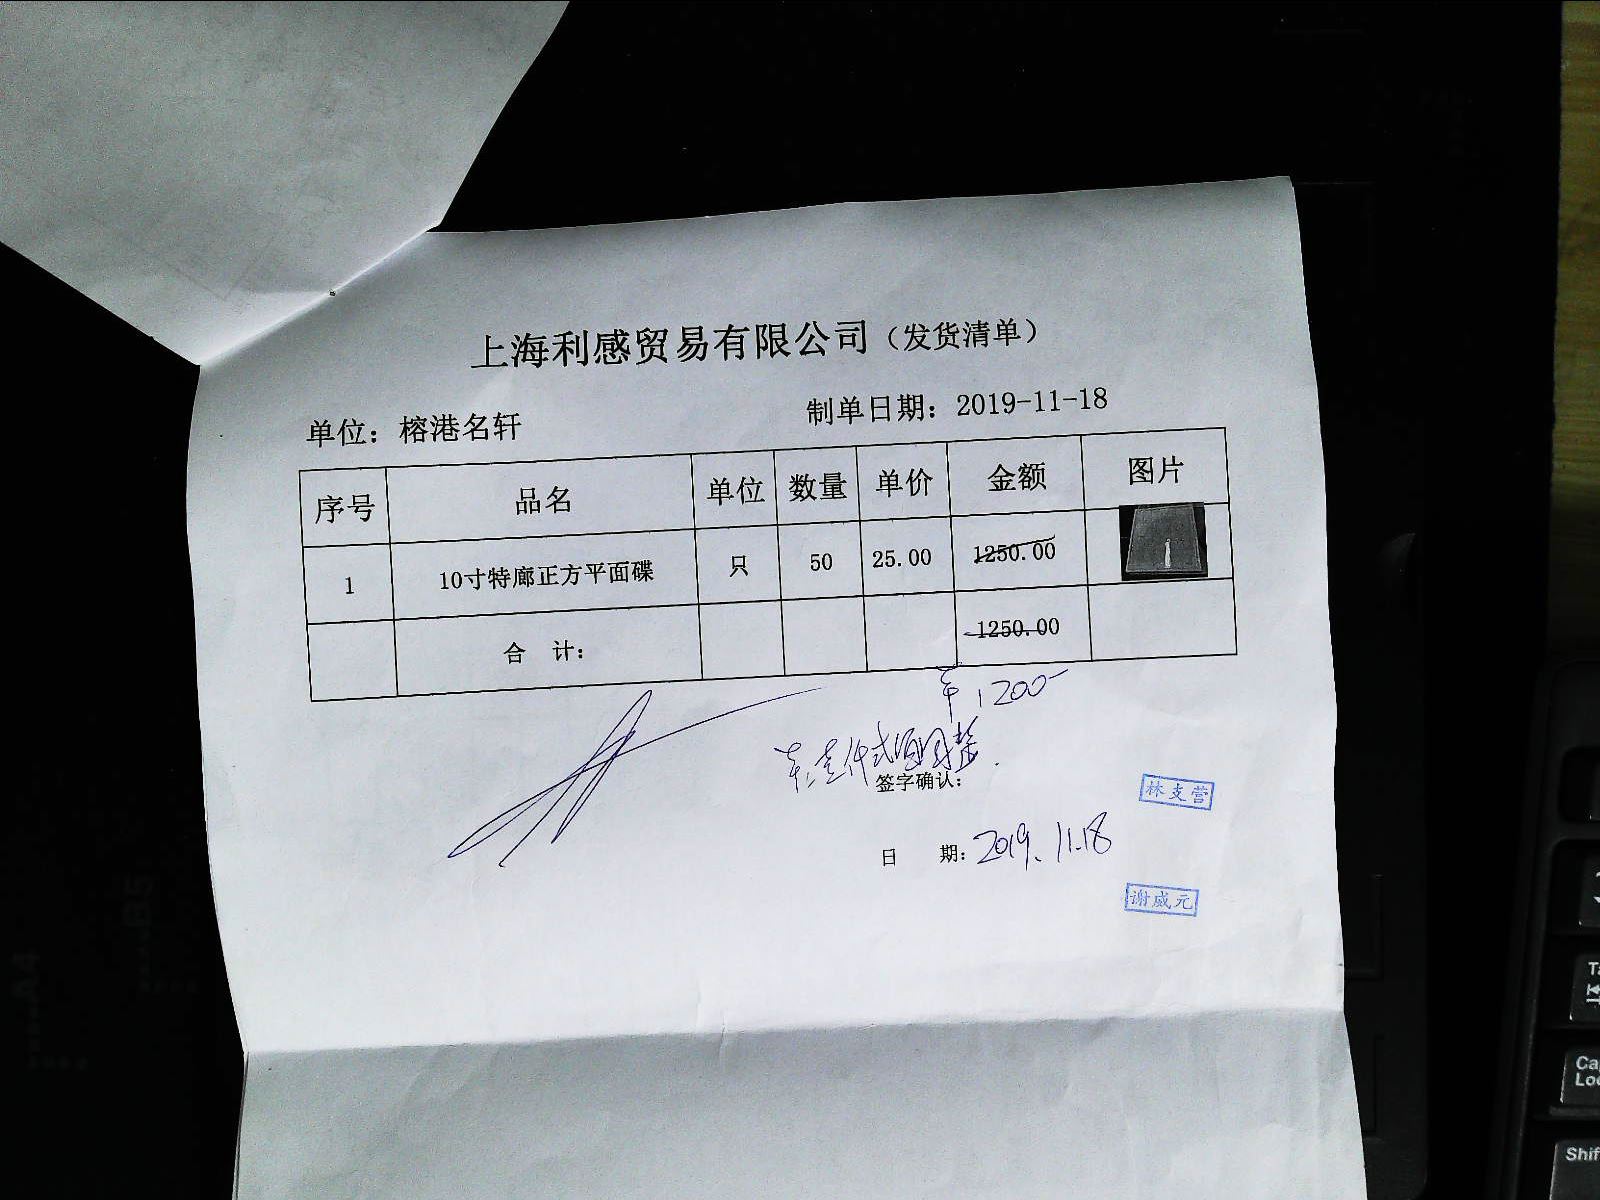 上海利感贸易有限公司（发货清单）
单位：榕港名轩 制单日期：2019-11-18
序号 品名 单位 数量 单价 金额 图片
1 10寸特廊正方平面碟 只 50 25.00 1250.00
合 计： 1250.00
¥1200-
签字确认：
林支营
日 期：2019.11.18
谢威元
B5
A4
Shif